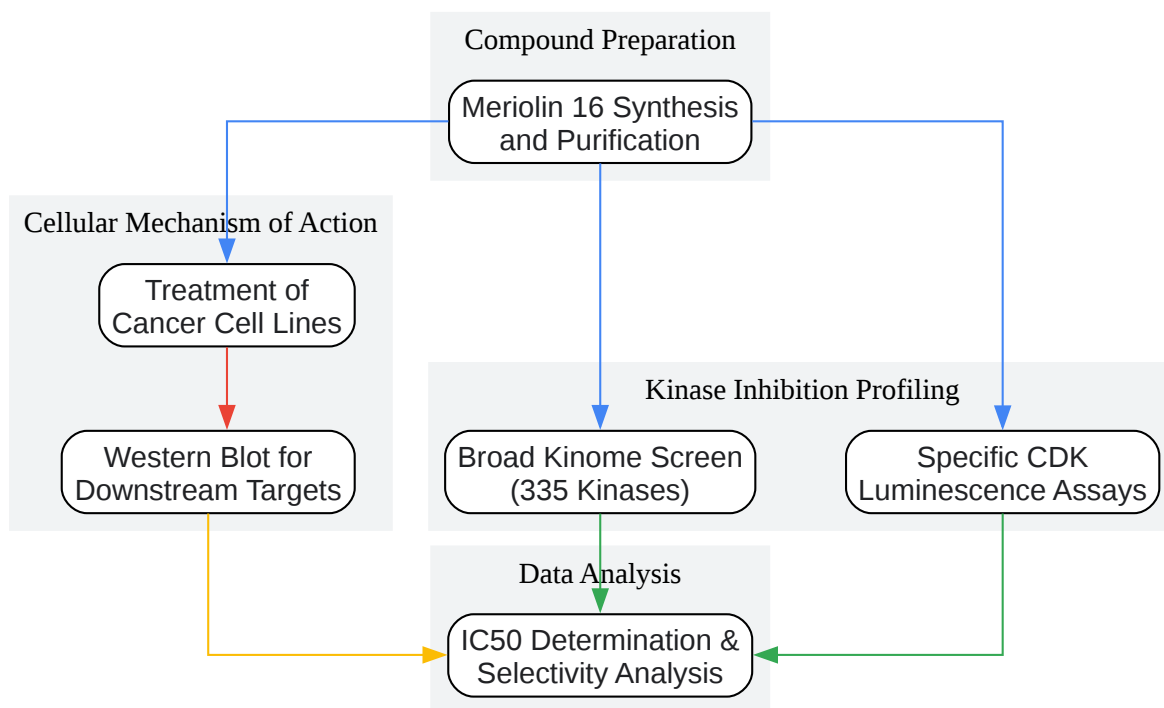 Compound Preparation
Meriolin 16 Synthesis
and Purification
Cellular Mechanism of Action
Treatment of
Cancer Cell Lines
Western Blot for
Downstream Targets
Kinase Inhibition Profiling
Broad Kinome Screen
(335 Kinases)
Specific CDK
Luminescence Assays
Data Analysis
IC50 Determination &
Selectivity Analysis